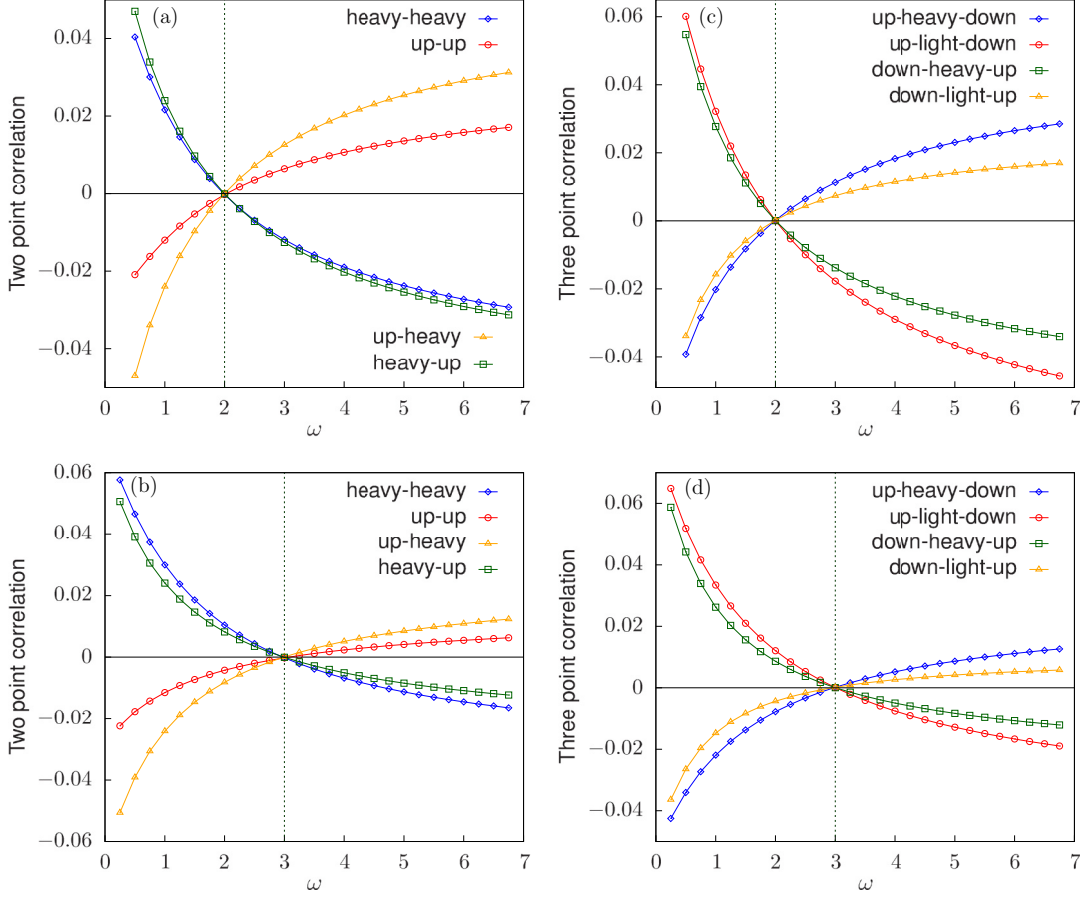 (a)
heavy-heavy
up-up
up-heavy
heavy-up
Two point correlation
0.04
0.02
0
−0.02
−0.04
0 1 2 3 4 5 6 7
ω
(c)
up-heavy-down
up-light-down
down-heavy-up
down-light-up
Three point correlation
0.06
0.04
0.02
0
−0.02
−0.04
0 1 2 3 4 5 6 7
ω
(b)
heavy-heavy
up-up
up-heavy
heavy-up
Two point correlation
0.06
0.04
0.02
0
−0.02
−0.04
−0.06
0 1 2 3 4 5 6 7
ω
(d)
up-heavy-down
up-light-down
down-heavy-up
down-light-up
Three point correlation
0.06
0.04
0.02
0
−0.02
−0.04
0 1 2 3 4 5 6 7
ω